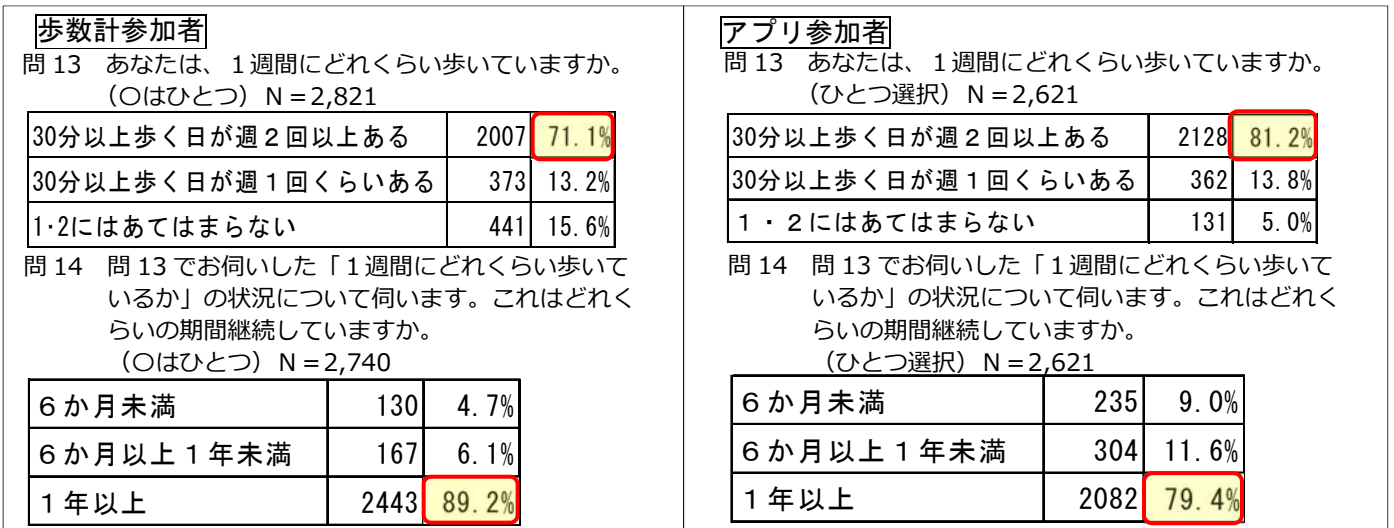 歩数計参加者
問 13　あなたは、１週間にどれくらい歩いていますか。
（〇はひとつ）N＝2,821
30分以上歩く日が週２回以上ある 2007 71.1%
30分以上歩く日が週１回くらいある 373 13.2%
1･2にはあてはまらない 441 15.6%
問 14　問 13 でお伺いした「１週間にどれくらい歩いて
いるか」の状況について伺います。これはどれく
らいの期間継続していますか。
（〇はひとつ）N＝2,740
６か月未満 130 4.7%
６か月以上１年未満 167 6.1%
１年以上 2443 89.2%
アプリ参加者
問 13　あなたは、１週間にどれくらい歩いていますか。
（ひとつ選択）N＝2,621
30分以上歩く日が週２回以上ある 2128 81.2%
30分以上歩く日が週１回くらいある 362 13.8%
１・２にはあてはまらない 131 5.0%
問 14　問 13 でお伺いした「１週間にどれくらい歩いて
いるか」の状況について伺います。これはどれく
らいの期間継続していますか。
（ひとつ選択）N＝2,621
６か月未満 235 9.0%
６か月以上１年未満 304 11.6%
１年以上 2082 79.4%